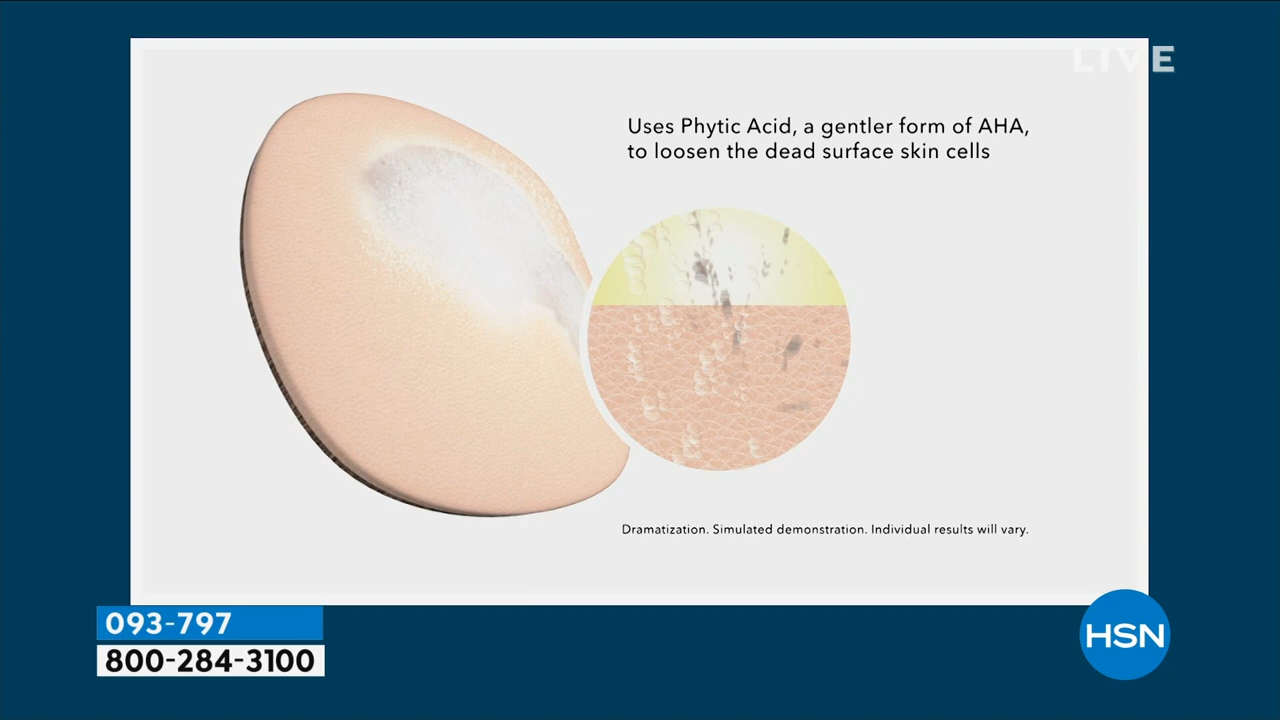 LIVE
Uses Phytic Acid, a gentler form of AHA,
to loosen the dead surface skin cells
Dramatization. Simulated demonstration. Individual results will vary.
093-797
800-284-3100
HSN